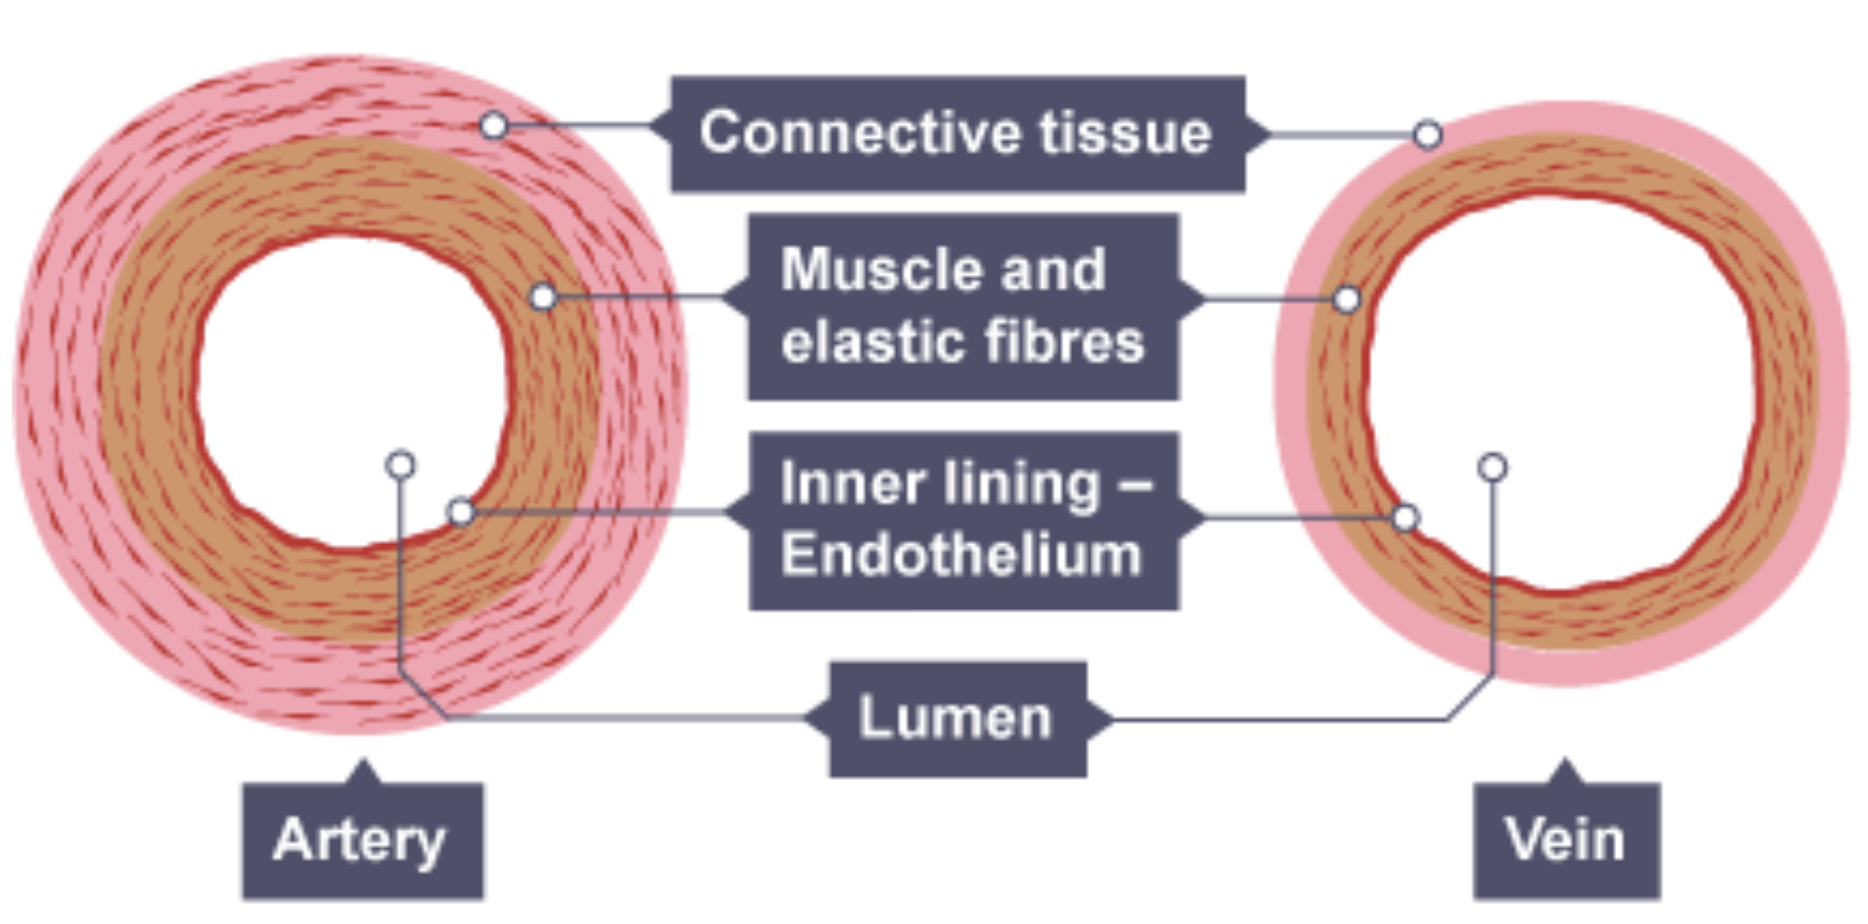 Connective tissue
Muscle and
elastic fibres
Inner lining –
Endothelium
Lumen
Artery
Vein